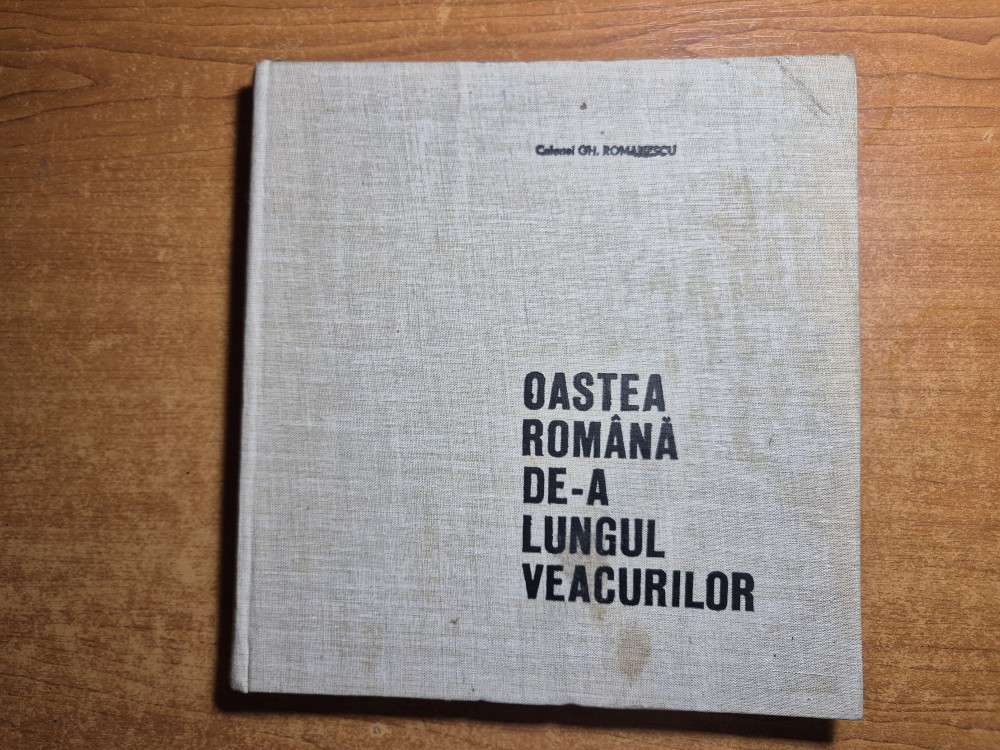 Colonel GH. ROMANESCU
OASTEA
ROMÂNĂ
DE-A
LUNGUL
VEACURILOR